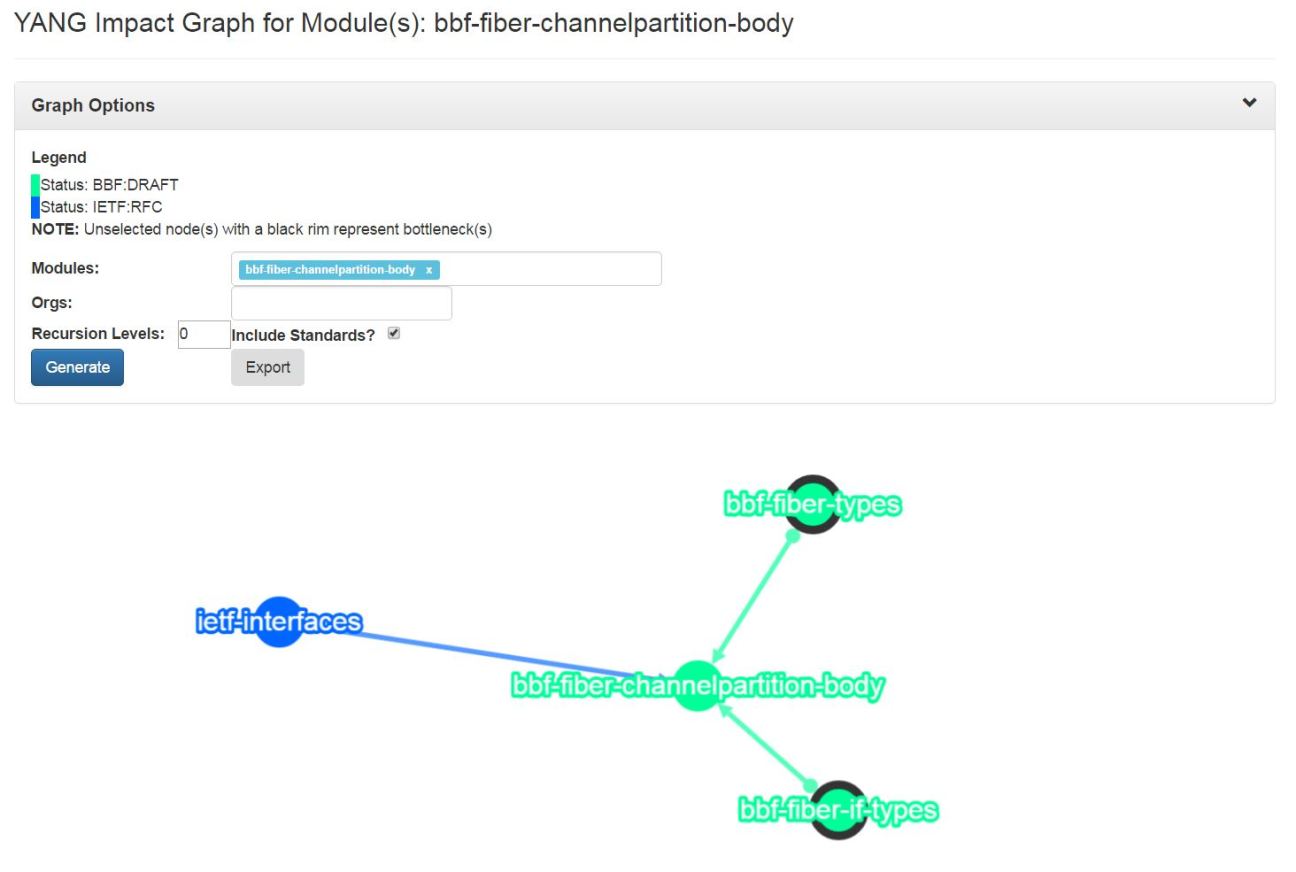 YANG Impact Graph for Module(s): bbf-fiber-channelpartition-body
Graph Options
Legend
Status: BBF:DRAFT
Status: IETF:RFC
NOTE: Unselected node(s) with a black rim represent bottleneck(s)
Modules: bbf-fiber-channelpartition-body x
Orgs:
Recursion Levels: 0 Include Standards?
Generate Export
bbf-fiber-types
ietf-interfaces
bbf-fiber-channelpartition-body
bbf-fiber-if-types